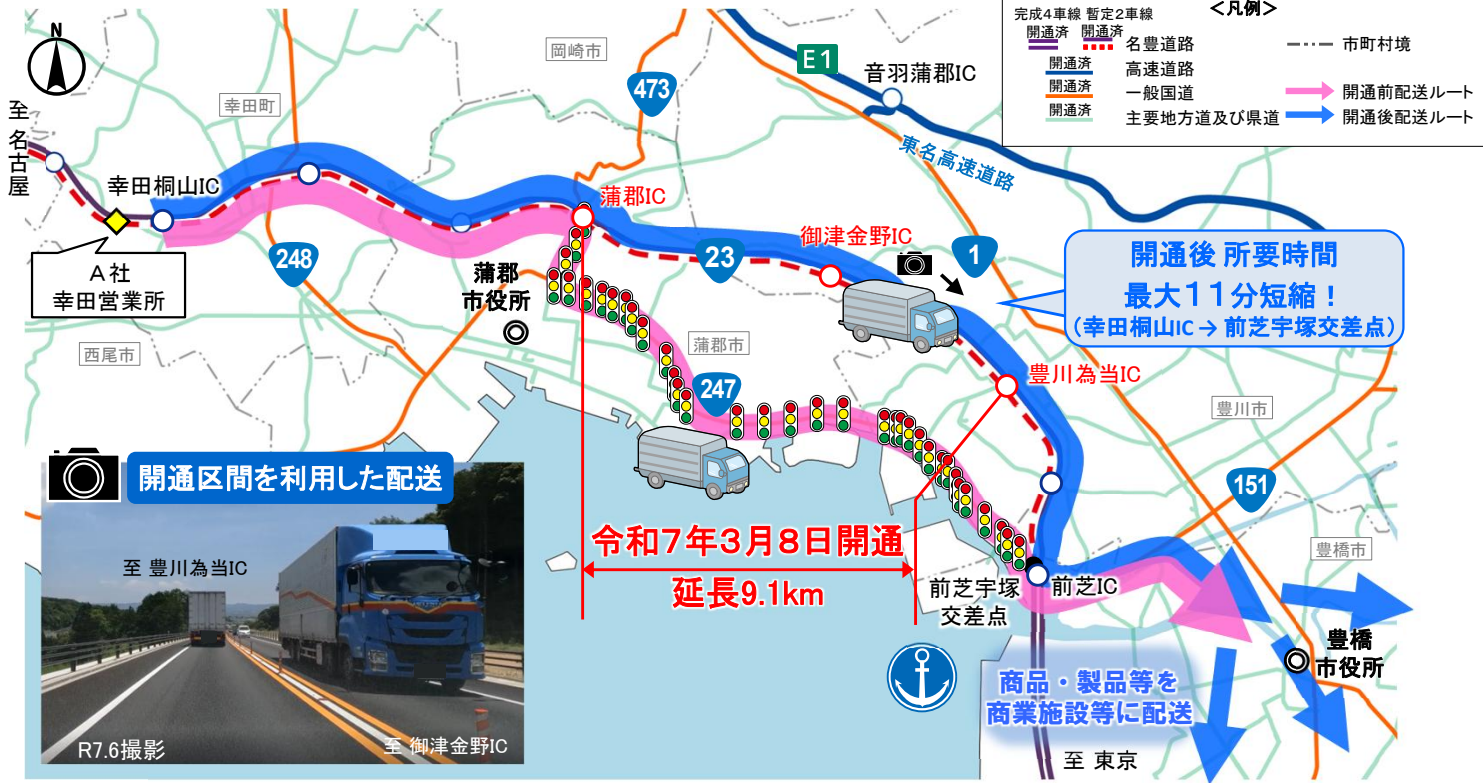 ＜凡例＞
完成4車線 暫定2車線
開通済 開通済 名豊道路
開通済 高速道路
開通済 一般国道
開通済 主要地方道及び県道
市町村境
開通前配送ルート
開通後配送ルート
N
岡崎市
E1
音羽蒲郡IC
473
幸田町
至 名古屋
東名高速道路
幸田桐山IC
蒲郡IC
御津金野IC
1
23
248
A社
幸田営業所
蒲郡
市役所
開通後 所要時間
最大11分短縮！
(幸田桐山IC → 前芝宇塚交差点)
西尾市
蒲郡市
247
豊川為当IC
豊川市
151
開通区間を利用した配送
至 豊川為当IC
令和7年3月8日開通
延長9.1km
豊橋市
前芝宇塚
交差点
前芝IC
豊橋
市役所
商品・製品等を
商業施設等に配送
R7.6撮影
至 御津金野IC
至 東京